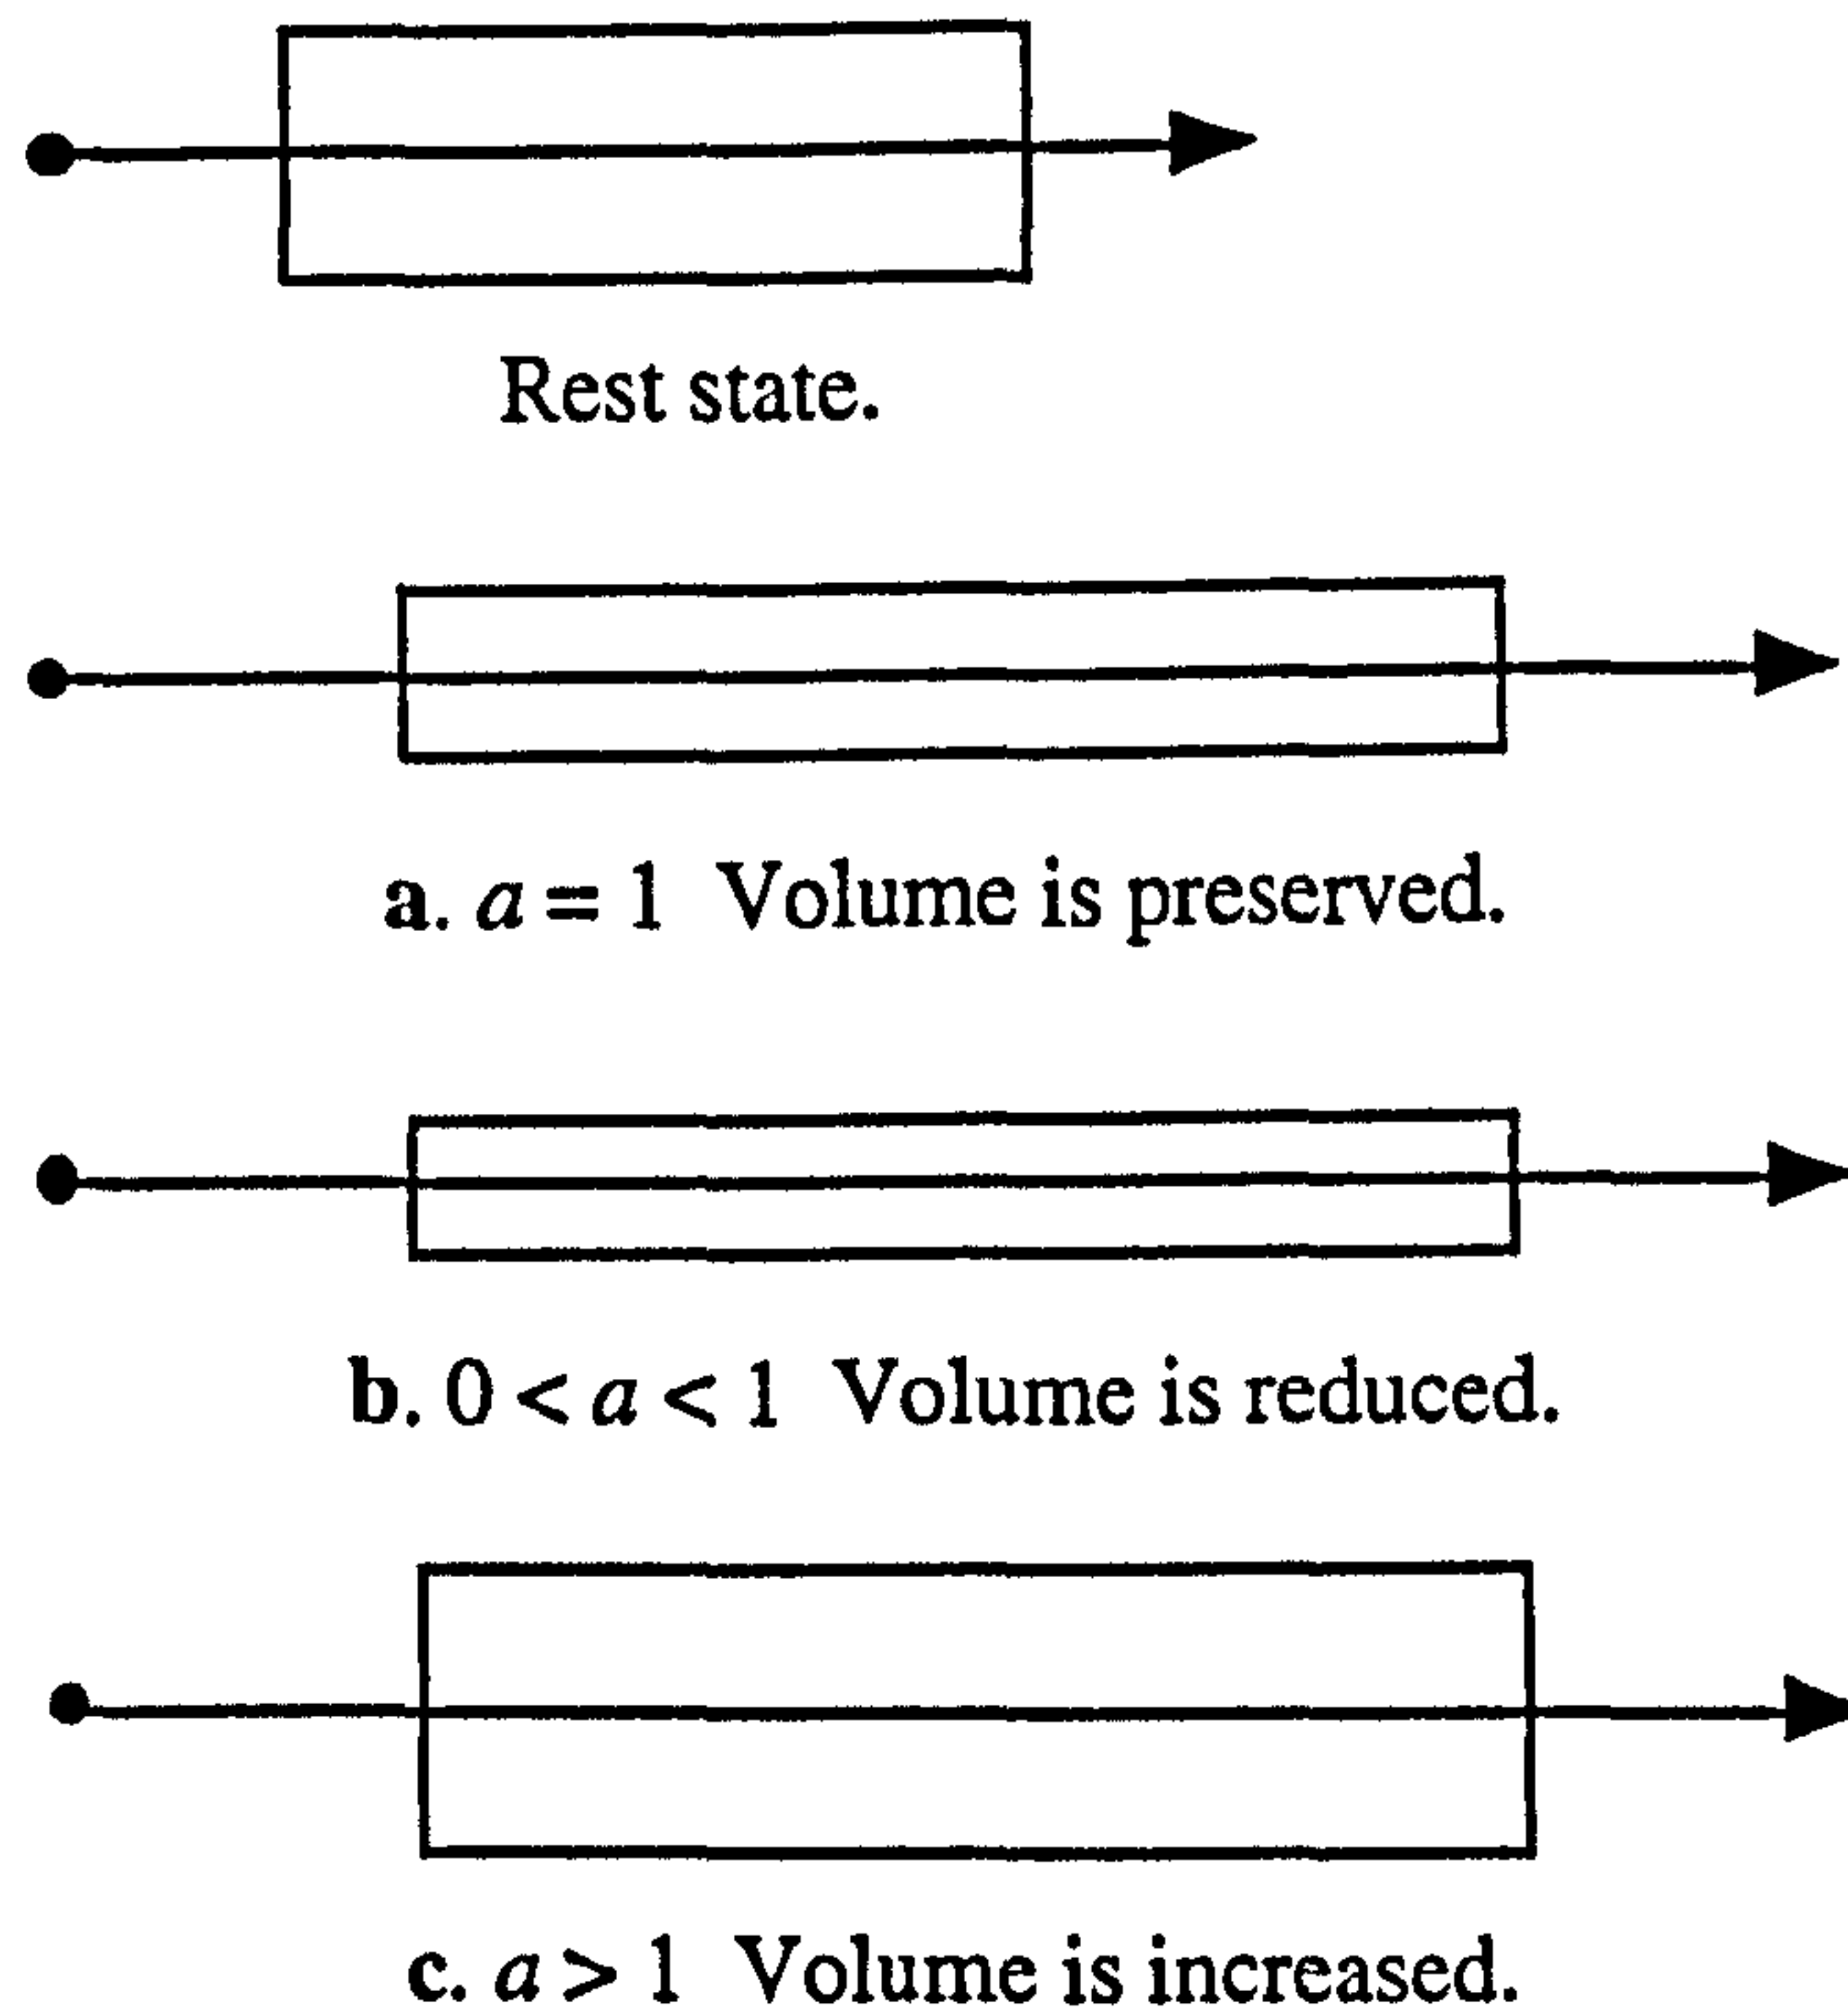 Rest state.
a. a = 1 Volume is preserved.
b. 0 < a < 1 Volume is reduced.
c. a > 1 Volume is increased.